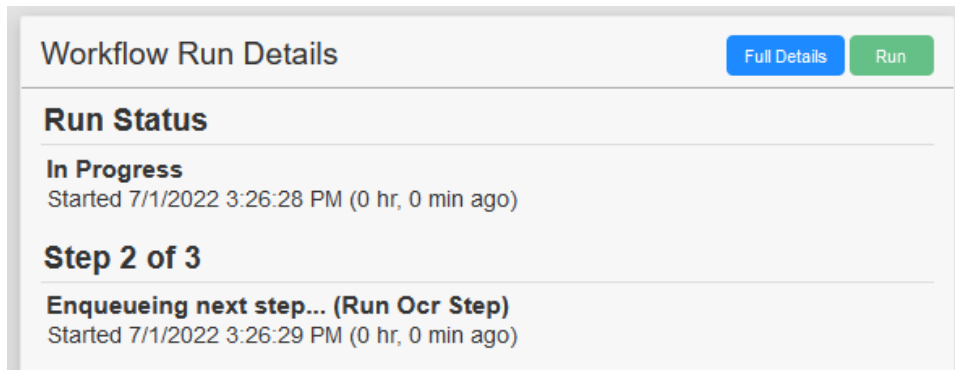 Workflow Run Details
Full Details
Run
Run Status
In Progress
Started 7/1/2022 3:26:28 PM (0 hr, 0 min ago)
Step 2 of 3
Enqueueing next step... (Run Ocr Step)
Started 7/1/2022 3:26:29 PM (0 hr, 0 min ago)